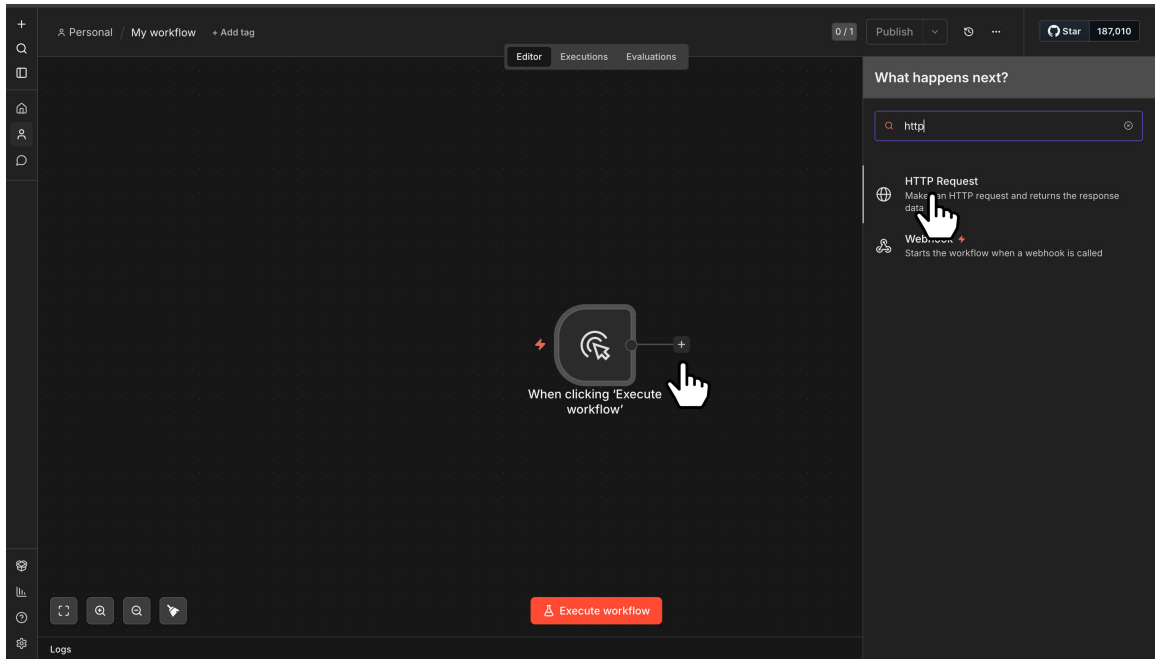 Personal / My workflow + Add tag
0 / 1
Publish
Star 187,010
Editor Executions Evaluations
What happens next?
http
HTTP Request
Make an HTTP request and returns the response
data
Webhook
Starts the workflow when a webhook is called
When clicking ‘Execute
workflow’
Execute workflow
Logs